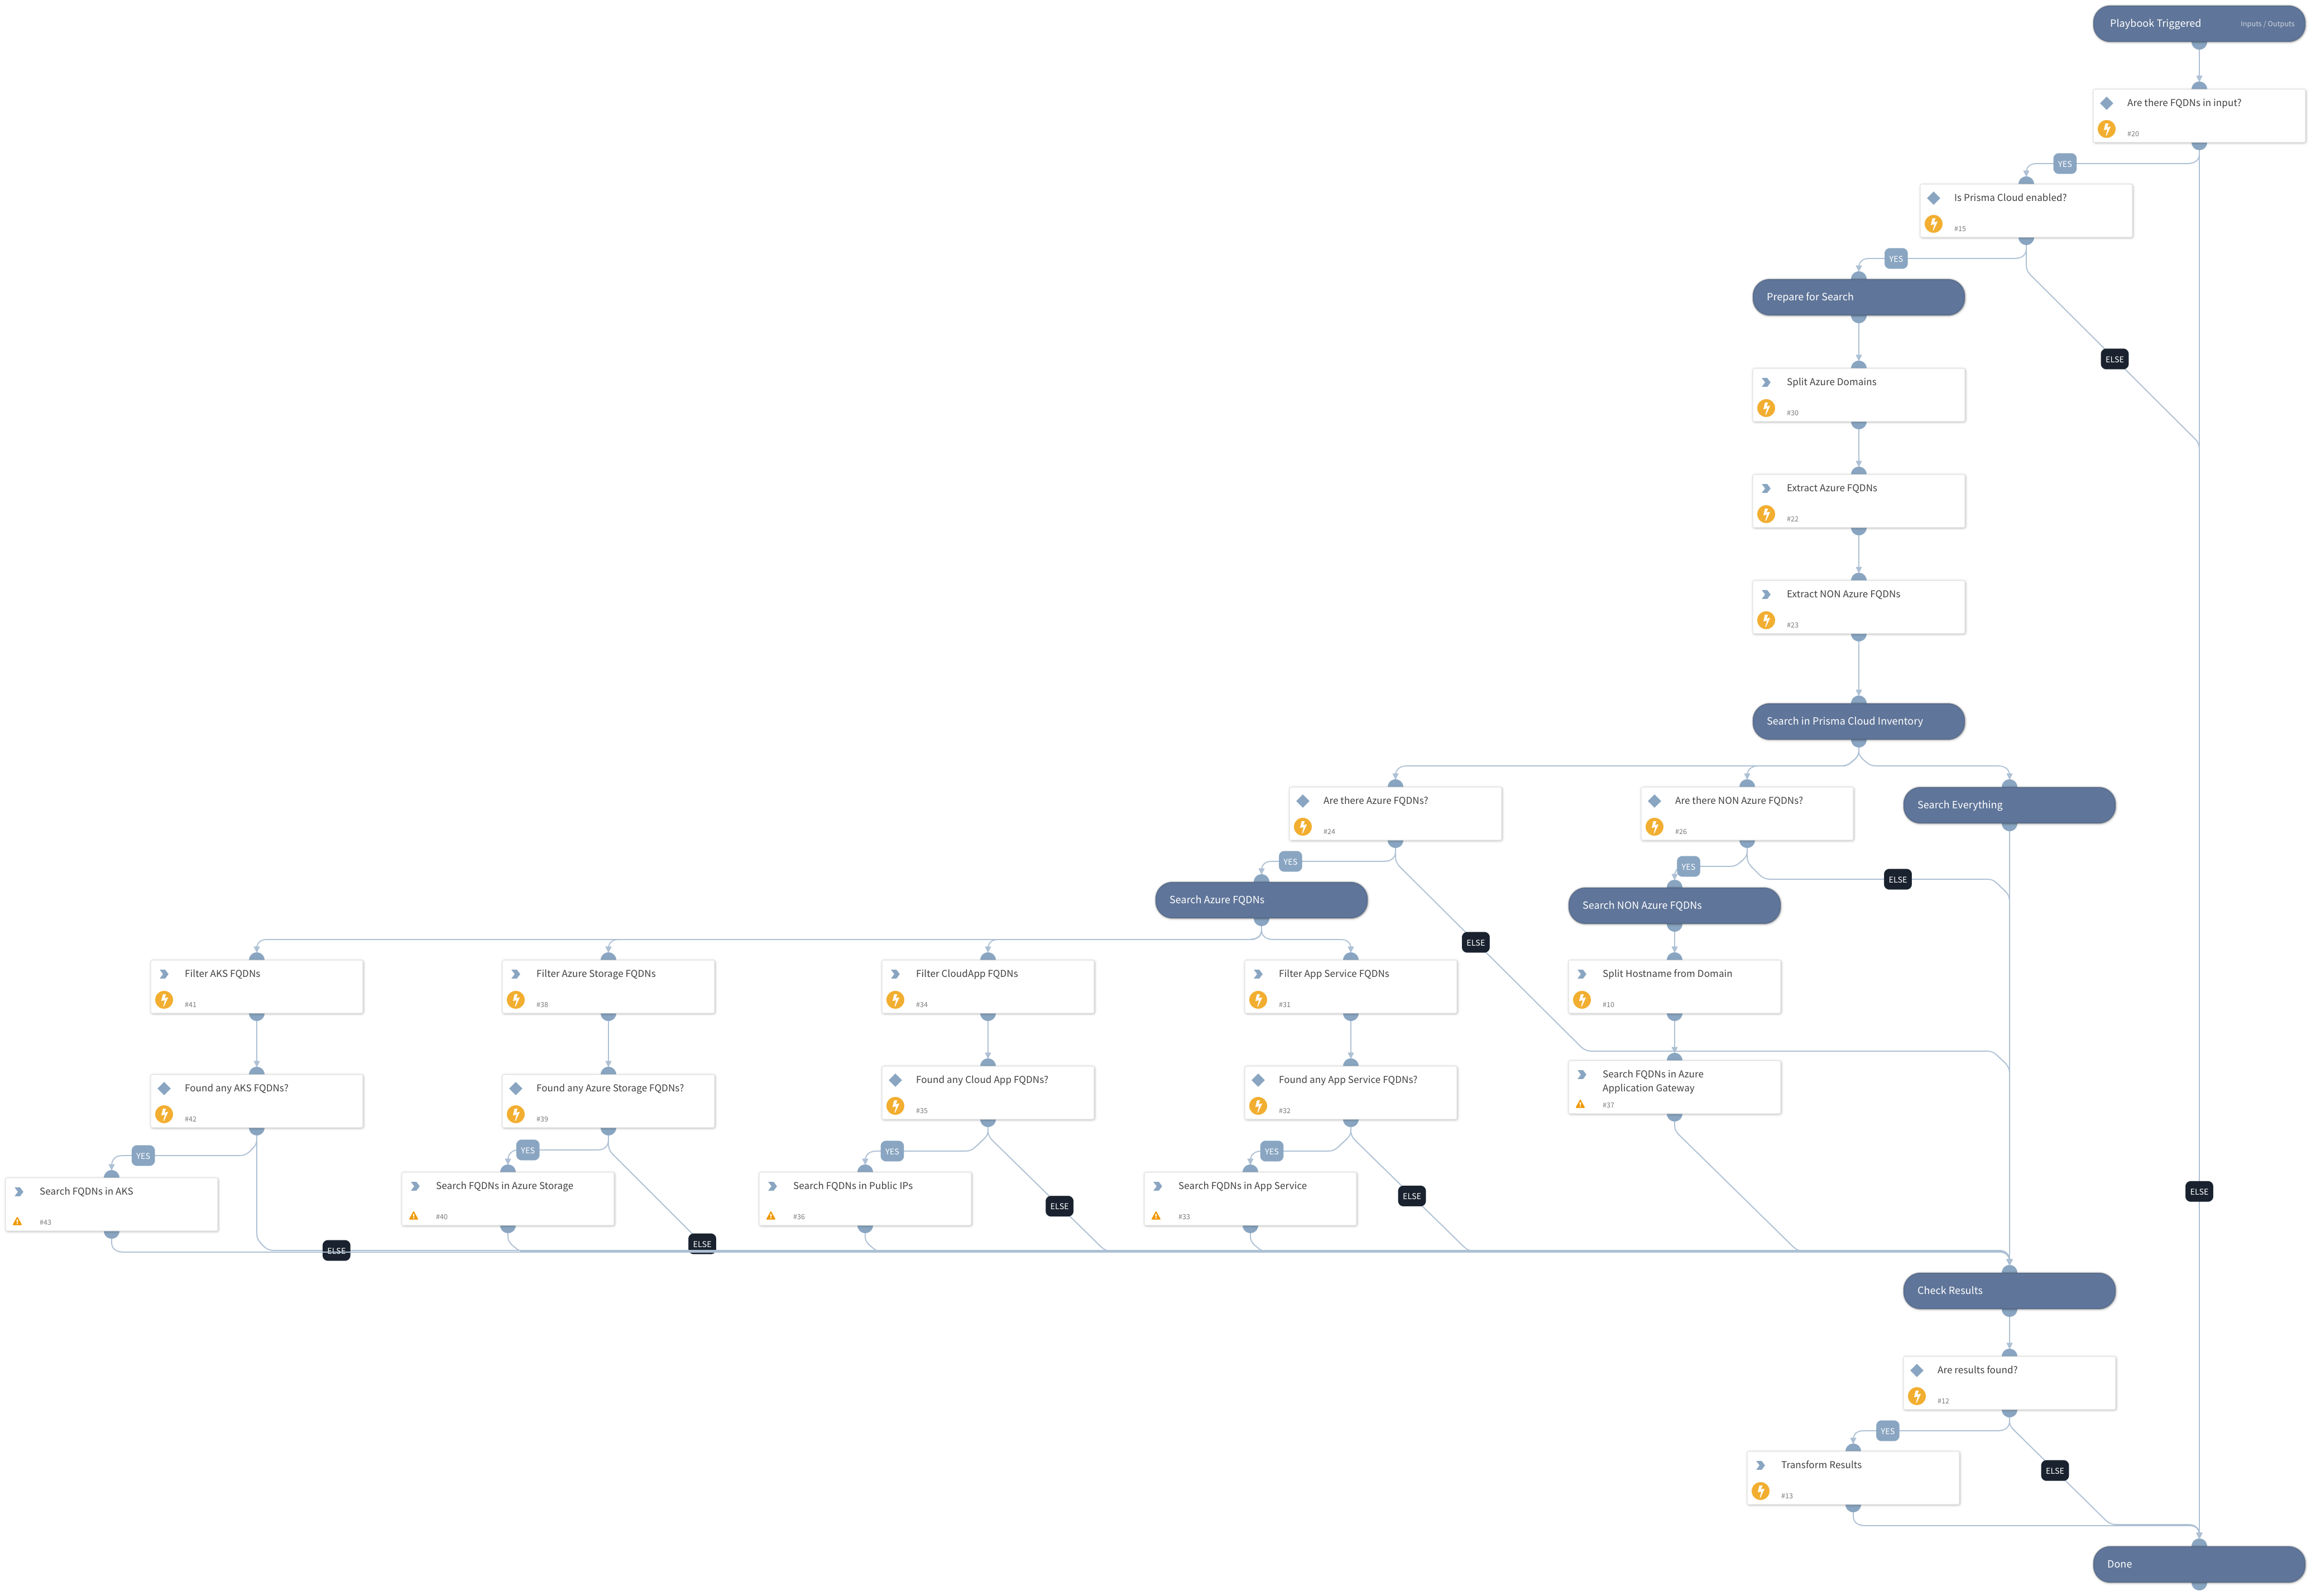 Playbook Triggered
Inputs / Outputs
Are there FQDNs in input?
#20
YES
Is Prisma Cloud enabled?
#15
YES
Prepare for Search
ELSE
Split Azure Domains
#30
Extract Azure FQDNs
#22
Extract NON Azure FQDNs
#23
Search in Prisma Cloud Inventory
Are there Azure FQDNs?
#24
Are there NON Azure FQDNs?
#26
Search Everything
YES
YES
ELSE
Search Azure FQDNs
Search NON Azure FQDNs
ELSE
Filter AKS FQDNs
#41
Filter Azure Storage FQDNs
#38
Filter CloudApp FQDNs
#34
Filter App Service FQDNs
#31
Split Hostname from Domain
#10
Found any AKS FQDNs?
#42
Found any Azure Storage FQDNs?
#39
Found any Cloud App FQDNs?
#35
Found any App Service FQDNs?
#32
Search FQDNs in Azure
Application Gateway
#37
YES
YES
YES
YES
Search FQDNs in AKS
#43
Search FQDNs in Azure Storage
#40
Search FQDNs in Public IPs
#36
ELSE
Search FQDNs in App Service
#33
ELSE
ELSE
ELSE
ELSE
Check Results
Are results found?
#12
YES
Transform Results
#13
ELSE
Done